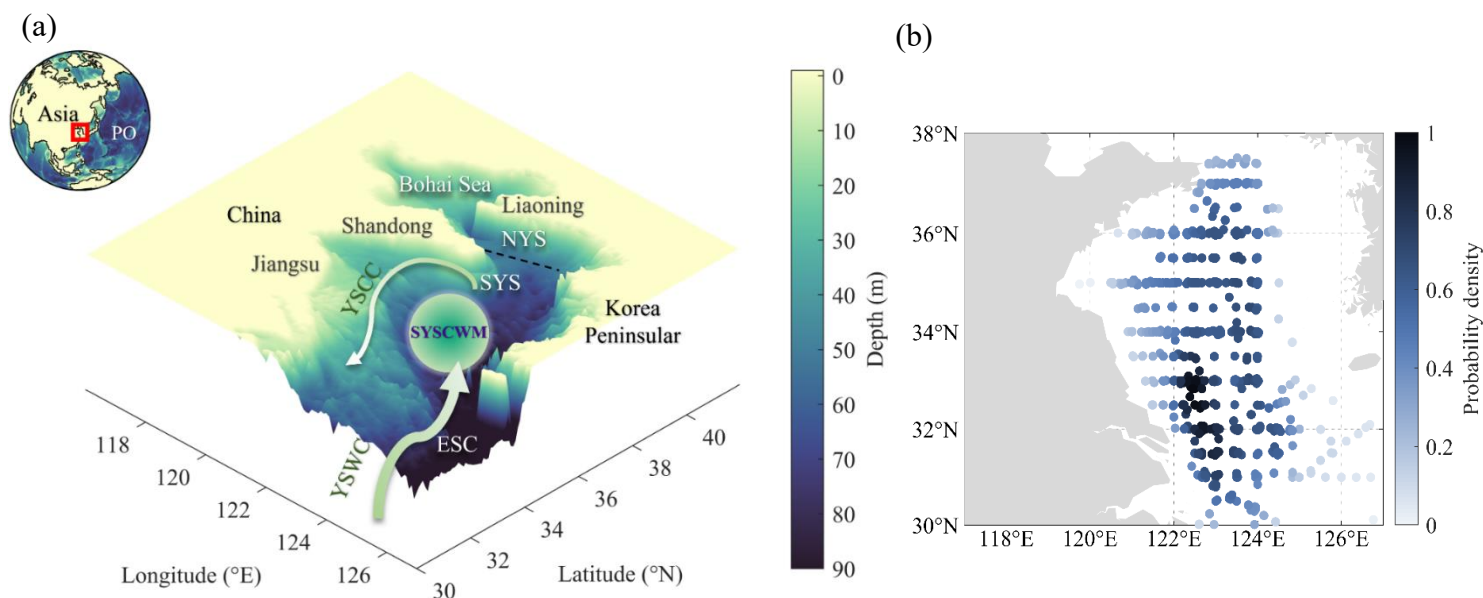 (a)
Asia
PO
China
Bohai Sea
Liaoning
Shandong
NYS
Jiangsu
YSCC
SYS
SYSCWM
Korea
Peninsular
YSWC
ESC
118
120
122
124
126
Longitude (°E)
30
32
34
36
38
40
Latitude (°N)
0
10
20
30
40
50
60
70
80
90
Depth (m)
(b)
38°N
36°N
34°N
32°N
30°N
118°E
120°E
122°E
124°E
126°E
1
0.8
0.6
0.4
0.2
0
Probability density